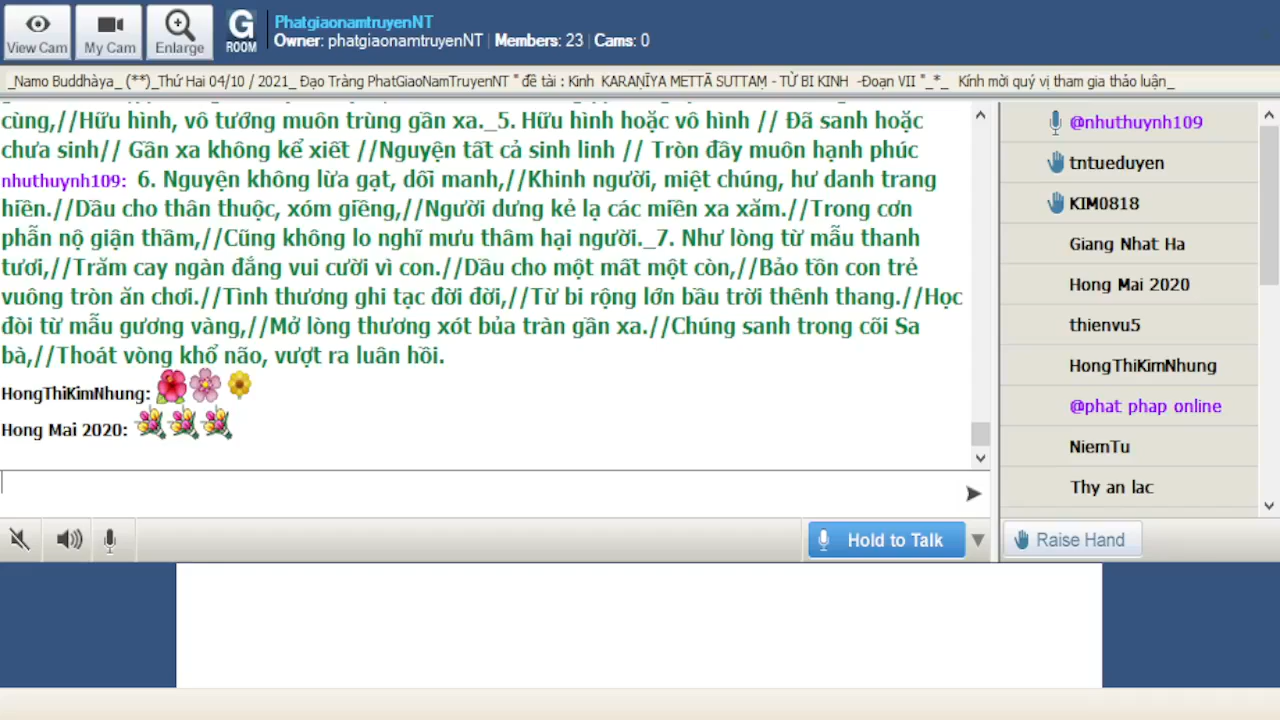 View Cam
My Cam
Enlarge
G
ROOM
PhatgiaonamtruyenNT
Owner: phatgiaonamtruyenNT | Members: 23 | Cams: 0
_Namo Buddhàya_ (**)_Thứ Hai 04/10 / 2021_ Đạo Tràng PhatGiaoNamTruyenNT " đề tài : Kinh KARAṆĪYA METTĀ SUTTAṂ - TỪ BI KINH -Đoạn VII "_*_ Kính mời quý vị tham gia thảo luận_
cùng,//Hữu hình, vô tướng muôn trùng gần xa._5. Hữu hình hoặc vô hình // Đã sanh hoặc
chưa sinh// Gần xa không kể xiết //Nguyện tất cả sinh linh // Tròn đầy muôn hạnh phúc
nhuthuynh109: 6. Nguyện không lừa gạt, dối manh,//Khinh người, miệt chúng, hư danh trang
hiền.//Dầu cho thân thuộc, xóm giềng,//Người dưng kẻ lạ các miền xa xăm.//Trong cơn
phẫn nộ giận thầm,//Cũng không lo nghĩ mưu thâm hại người._7. Như lòng từ mẫu thanh
tươi,//Trăm cay ngàn đắng vui cười vì con.//Dầu cho một mất một còn,//Bảo tồn con trẻ
vuông tròn ăn chơi.//Tình thương ghi tạc đời đời,//Từ bi rộng lớn bầu trời thênh thang.//Học
đòi từ mẫu gương vàng,//Mở lòng thương xót bủa tràn gần xa.//Chúng sanh trong cõi Sa
bà,//Thoát vòng khổ não, vượt ra luân hồi.
HongThiKimNhung:
Hong Mai 2020:
Hold to Talk
@nhuthuynh109
tntueduyen
KIM0818
Giang Nhat Ha
Hong Mai 2020
thienvu5
HongThiKimNhung
@phat phap online
NiemTu
Thy an lac
Raise Hand